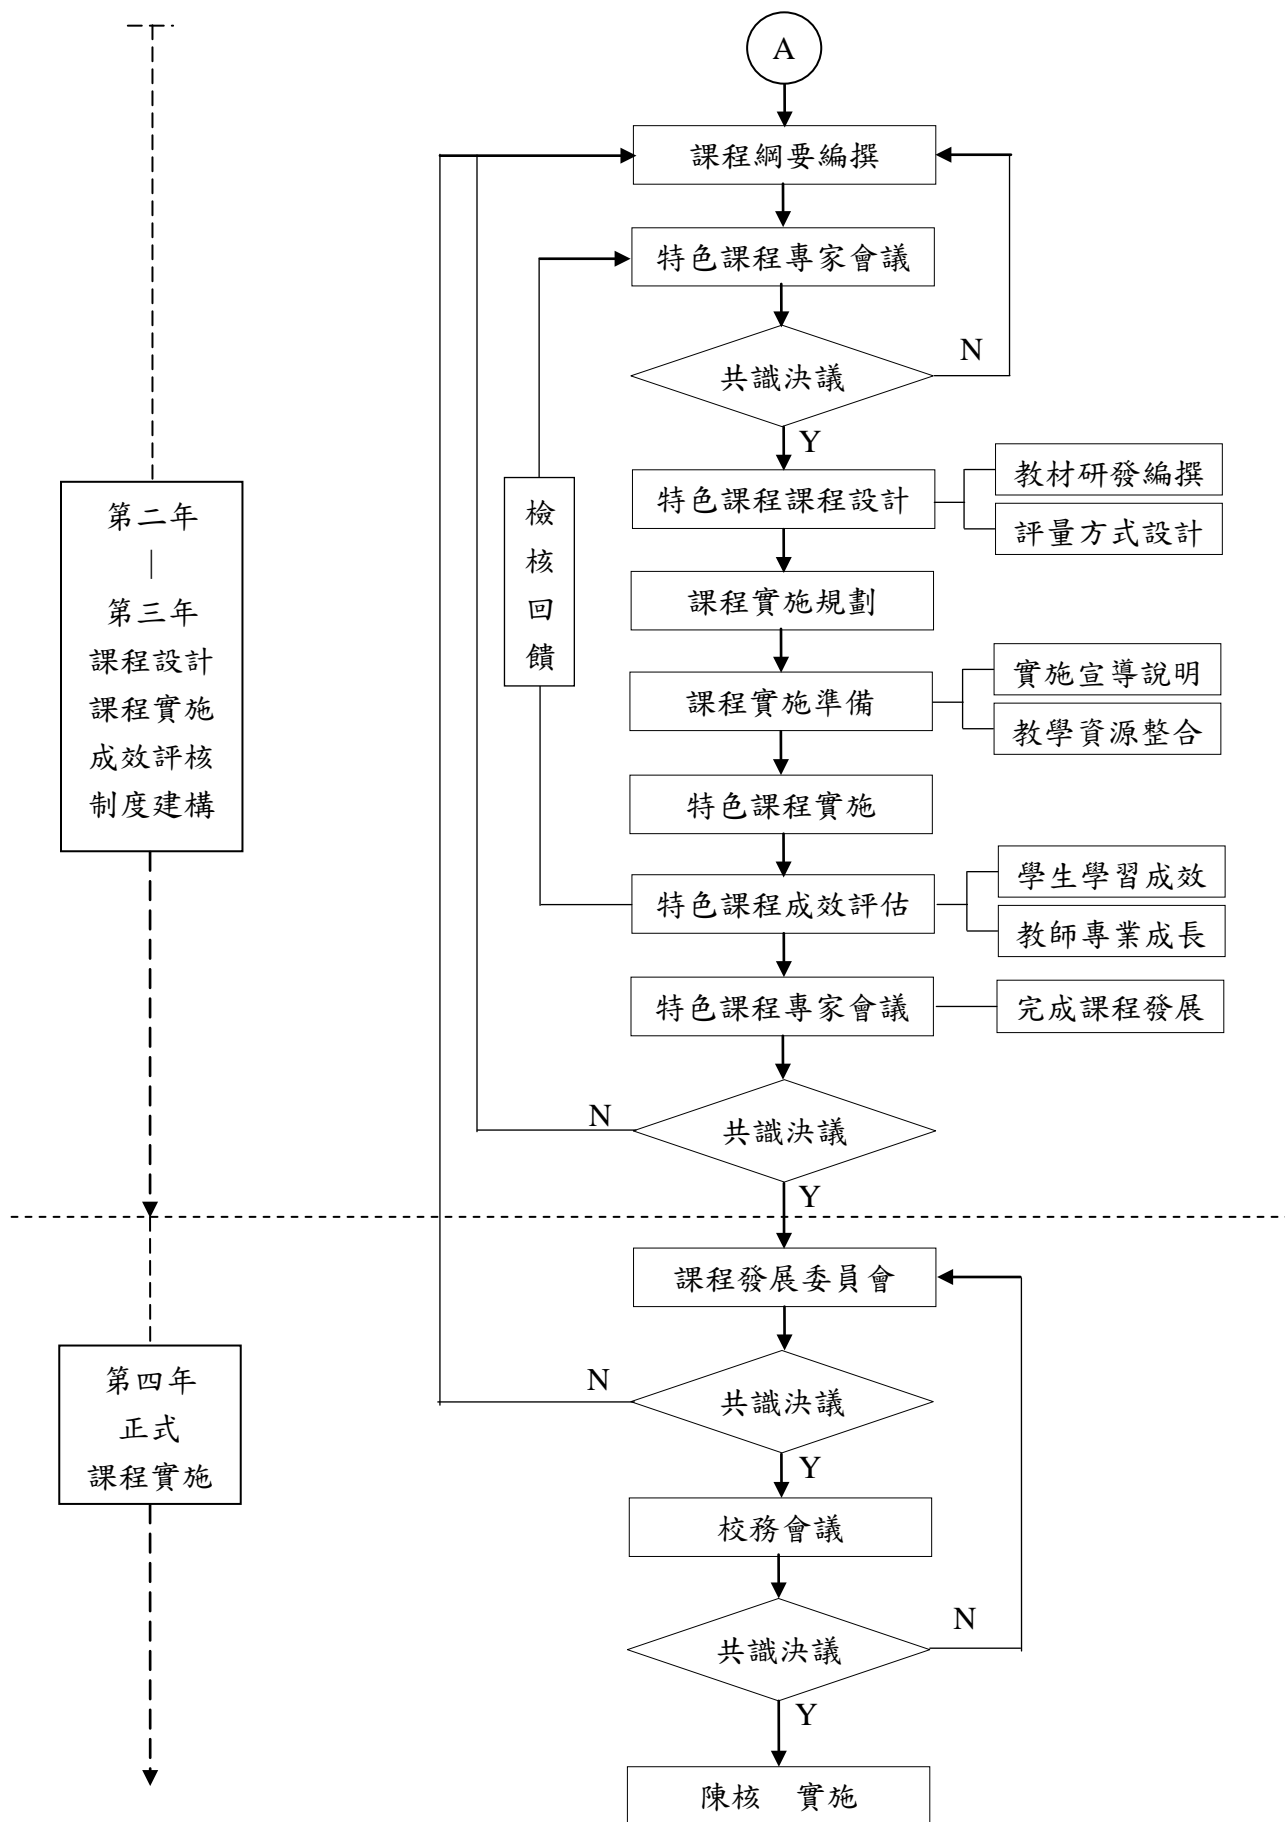 A
課程綱要編撰
特色課程專家會議
共識決議
N
Y
特色課程課程設計
教材研發編撰
評量方式設計
檢
核
回
饋
第二年
｜
第三年
課程設計
課程實施
成效評核
制度建構
課程實施規劃
課程實施準備
實施宣導說明
教學資源整合
特色課程實施
特色課程成效評估
學生學習成效
教師專業成長
特色課程專家會議
完成課程發展
共識決議
N
Y
課程發展委員會
共識決議
N
Y
第四年
正式
課程實施
校務會議
共識決議
N
Y
陳核　實施